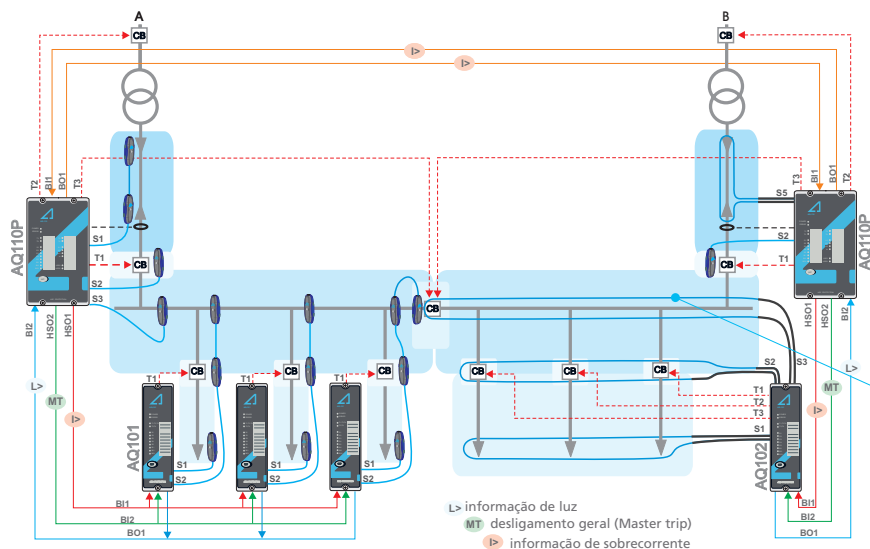 A
B
CB
CB
I>
I>
T2
BI1
BO1
T3
T3
BI1
BO1
T2
AQ110P
AQ110P
S1
T1
S2
S3
CB
S5
S2
T1
CB
BI2
HSO2
HSO1
HSO1
HSO2
BI2
CB
L>
MT
I>
T1
CB
T1
CB
T1
CB
CB
CB
CB
S2
S3
T1
T2
T3
S1
I>
MT
L>
AQ101
S1
S2
S1
S2
S1
S2
AQ102
BI1
BI2
BO1
BI1
BI2
BO1
L> informação de luz
MT desligamento geral (Master trip)
I> informação de sobrecorrente